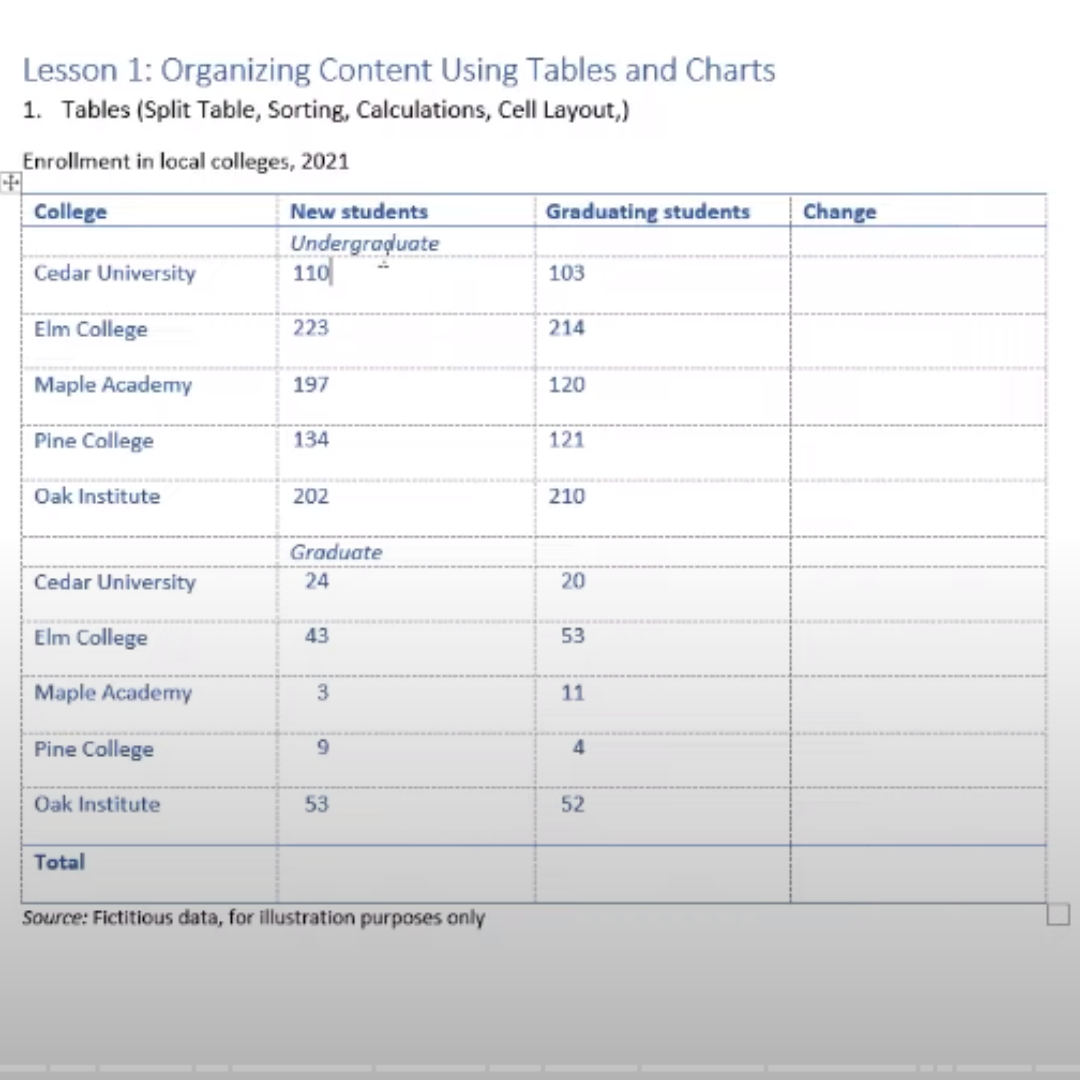 Lesson 1: Organizing Content Using Tables and Charts
1. Tables (Split Table, Sorting, Calculations, Cell Layout,)
Enrollment in local colleges, 2021
College New students Graduating students Change
Undergraduate
Cedar University 110 103
Elm College 223 214
Maple Academy 197 120
Pine College 134 121
Oak Institute 202 210
Graduate
Cedar University 24 20
Elm College 43 53
Maple Academy 3 11
Pine College 9 4
Oak Institute 53 52
Total
Source: Fictitious data, for illustration purposes only